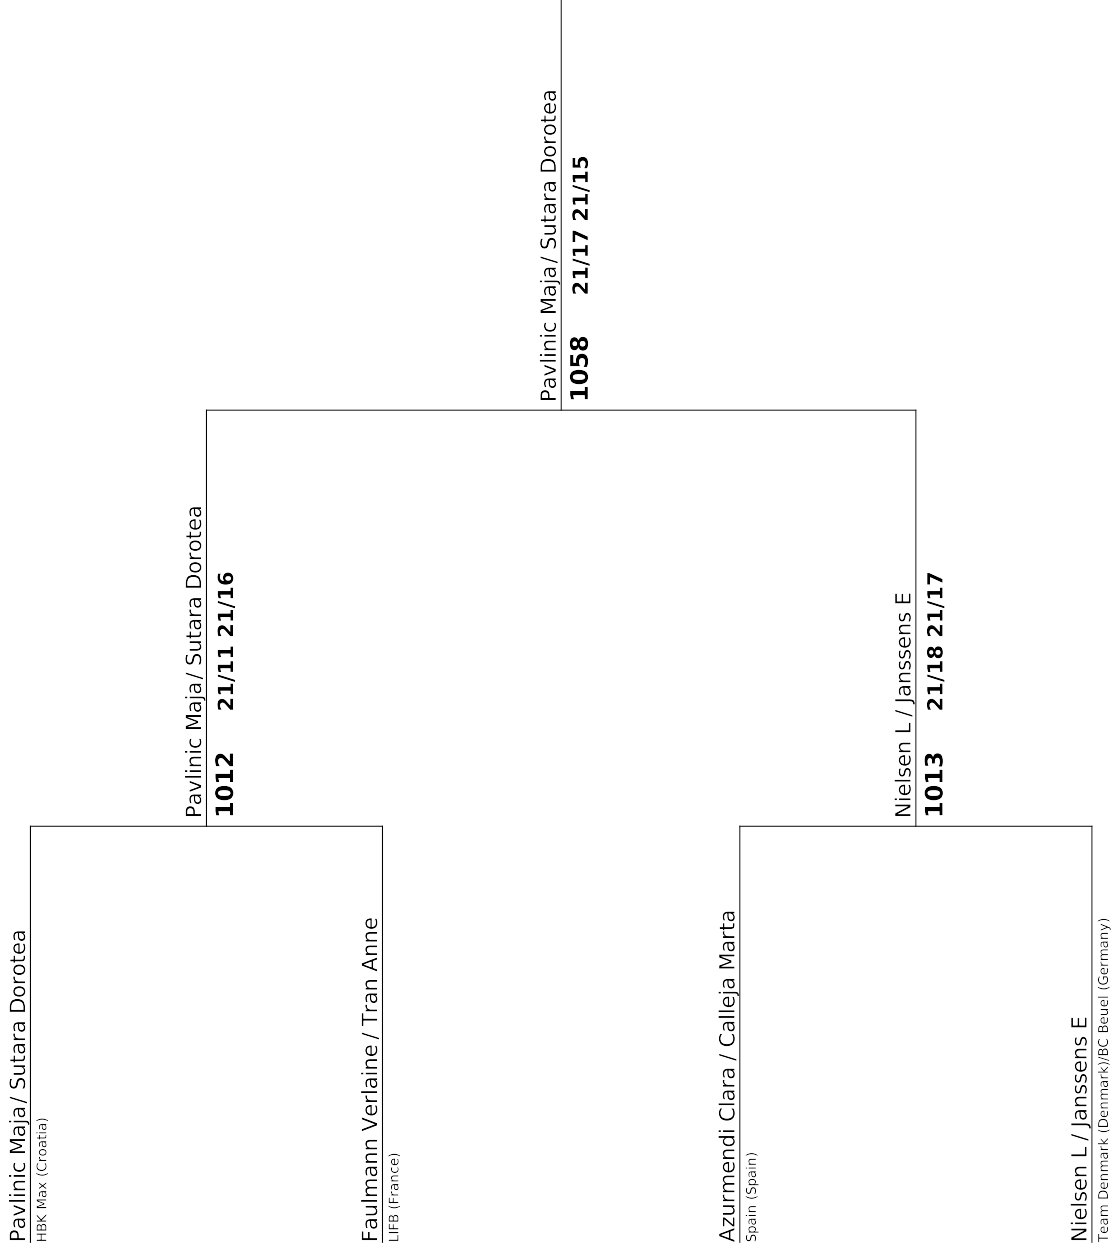 Pavlinic Maja / Sutara Dorotea
HBK Max (Croatia)
Pavlinic Maja / Sutara Dorotea
1012 21/11 21/16
Faulmann Verlaine / Tran Anne
LIFB (France)
Pavlinic Maja / Sutara Dorotea
1058 21/17 21/15
Azurmendi Clara / Calleja Marta
Spain (Spain)
Nielsen L / Janssens E
1013 21/18 21/17
Nielsen L / Janssens E
Team Denmark (Denmark)/BC Beuel (Germany)